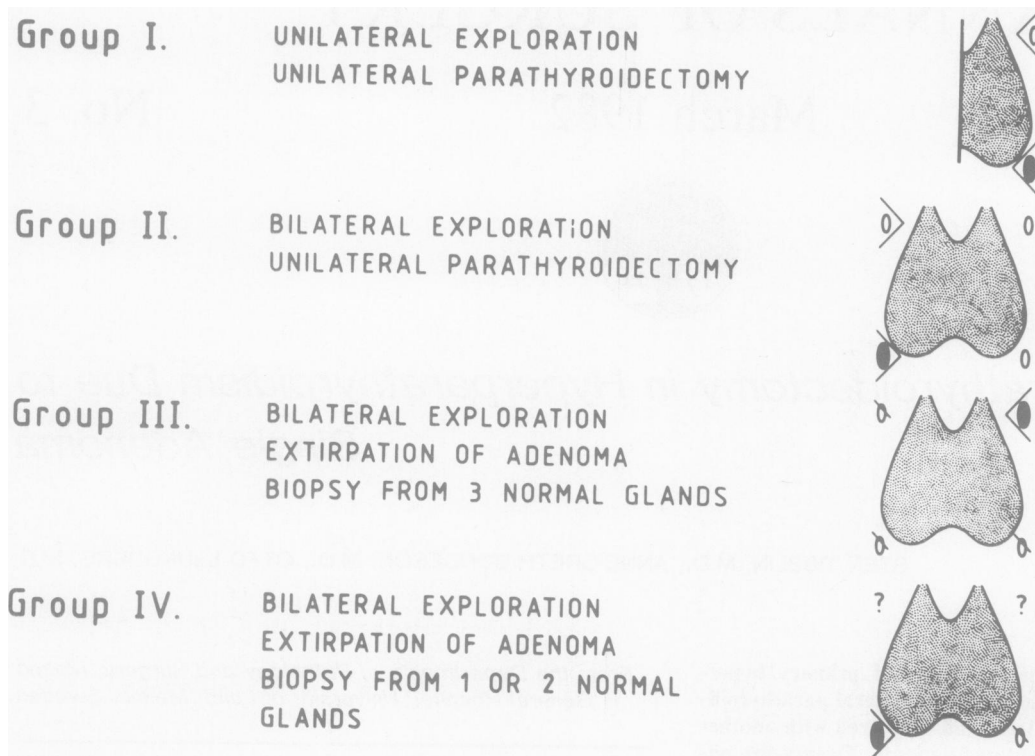 Group I.
UNILATERAL EXPLORATION
UNILATERAL PARATHYROIDECTOMY
Group II.
BILATERAL EXPLORATiON
UNILATERAL PARATHYROIDECTOMY
Group III.
BILATERAL EXPLORATION
EXTIRPATION OF ADENOMA
BIOPSY FROM 3 NORMAL GLANDS
Group IV.
BILATERAL EXPLORATION
EXTIRPATION OF ADENOMA
BIOPSY FROM 1 OR 2 NORMAL
GLANDS
? ?